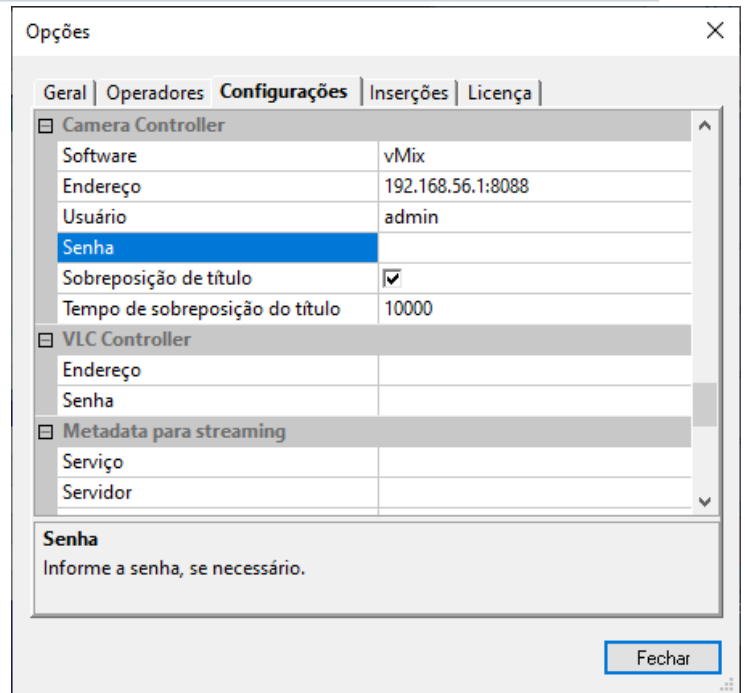 Opções
Geral Operadores Configurações Inserções Licença
Camera Controller
Software vMix
Endereço 192.168.56.1:8088
Usuário admin
Senha
Sobreposição de título
Tempo de sobreposição do título 10000
VLC Controller
Endereço
Senha
Metadata para streaming
Serviço
Servidor
Senha
Informe a senha, se necessário.
Fechar